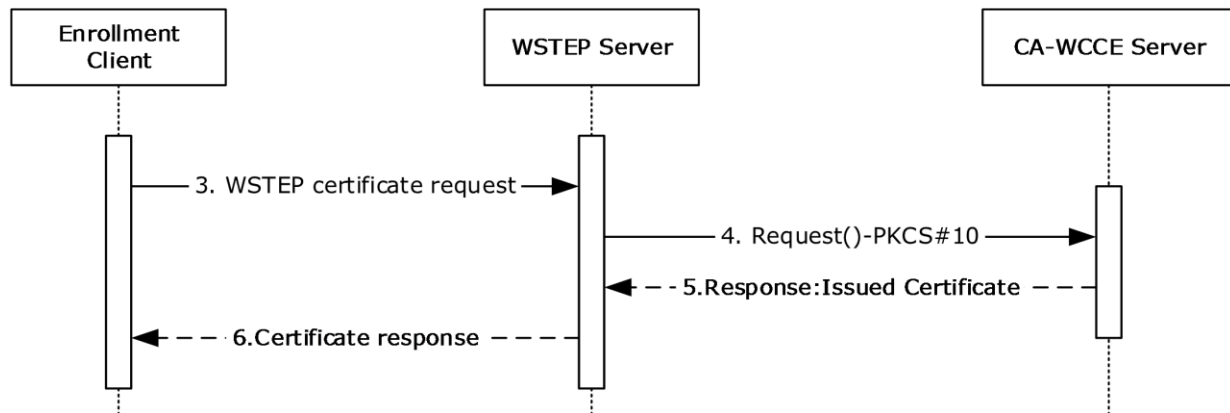 Enrollment
Client
WSTEP Server
CA-WCCE Server
3. WSTEP certificate request
4. Request()-PKCS#10
5.Response:Issued Certificate
6.Certificate response